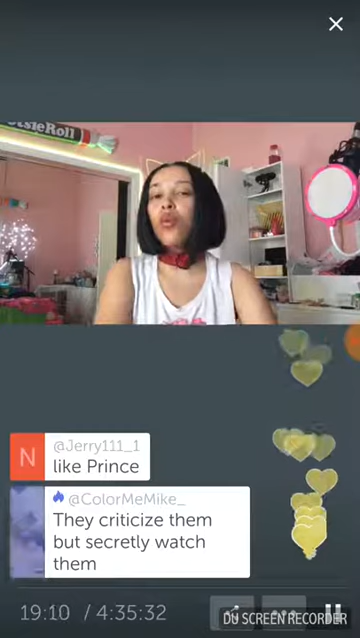 tsieRoll
N
@Jerry111_1
like Prince
@ColorMeMike_
They criticize them
but secretly watch
them
19:10 / 4:35:32
DU SCREEN RECORDER